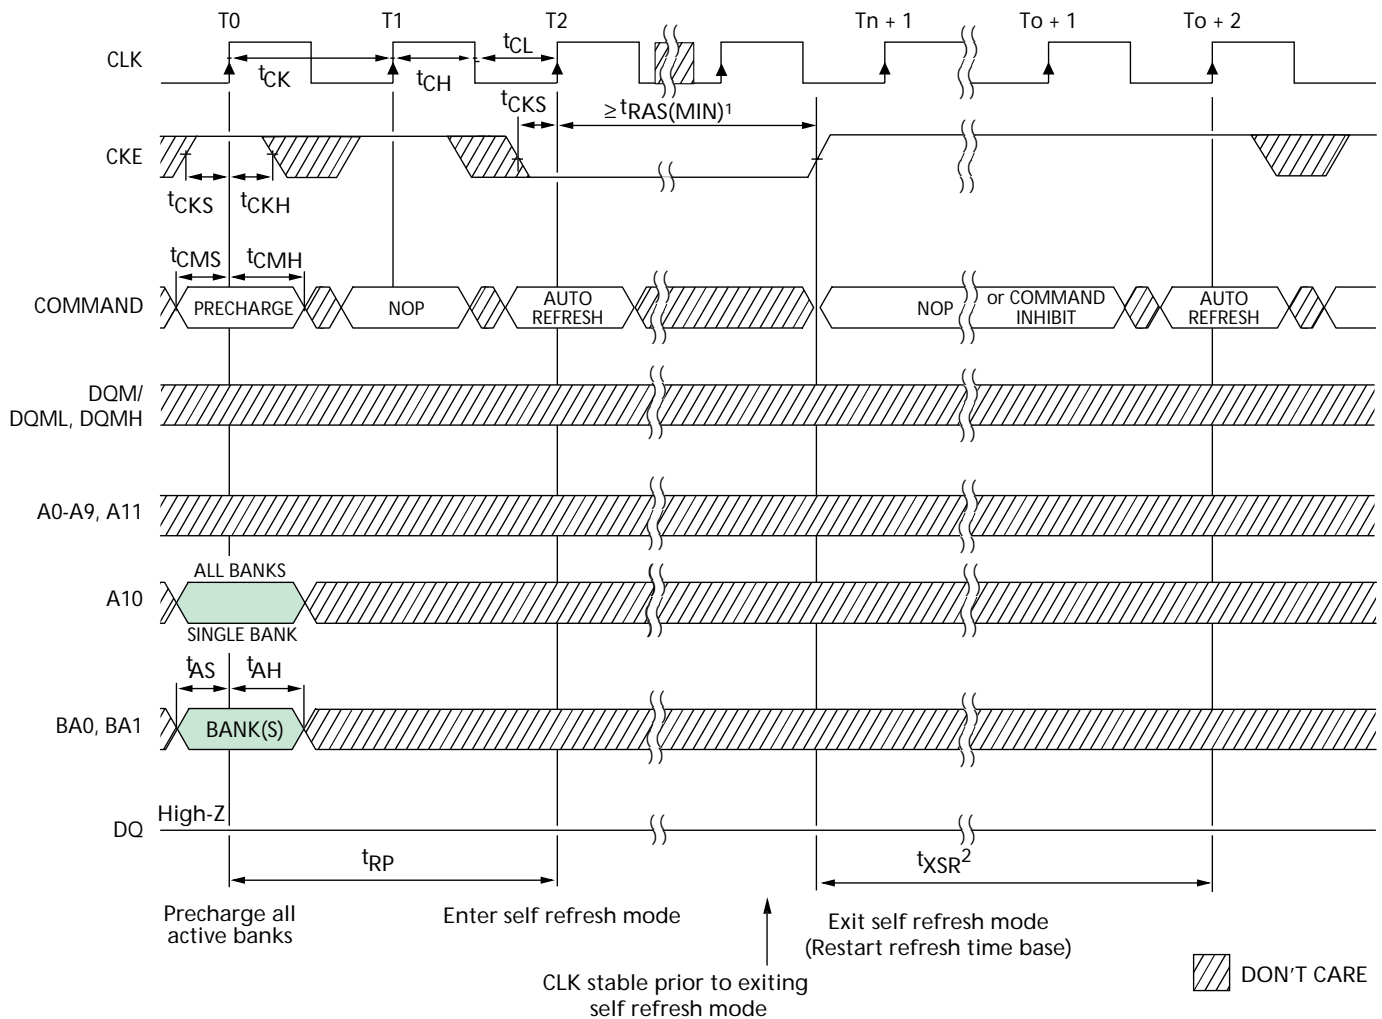 T0 T1 T2 Tn + 1 To + 1 To + 2
CLK
tCK tCH tCL
tCKS ≥tRAS(MIN)1
CKE
tCKS tCKH
tCMS tCMH
COMMAND
PRECHARGE
NOP
AUTO
REFRESH
NOP
or COMMAND
INHIBIT
AUTO
REFRESH
DQM/
DQML, DQMH
A0-A9, A11
ALL BANKS
A10
SINGLE BANK
tAS tAH
BA0, BA1
BANK(S)
High-Z
DQ
tRP tXSR2
Precharge all
active banks
Enter self refresh mode
Exit self refresh mode
(Restart refresh time base)
CLK stable prior to exiting
self refresh mode
DON'T CARE